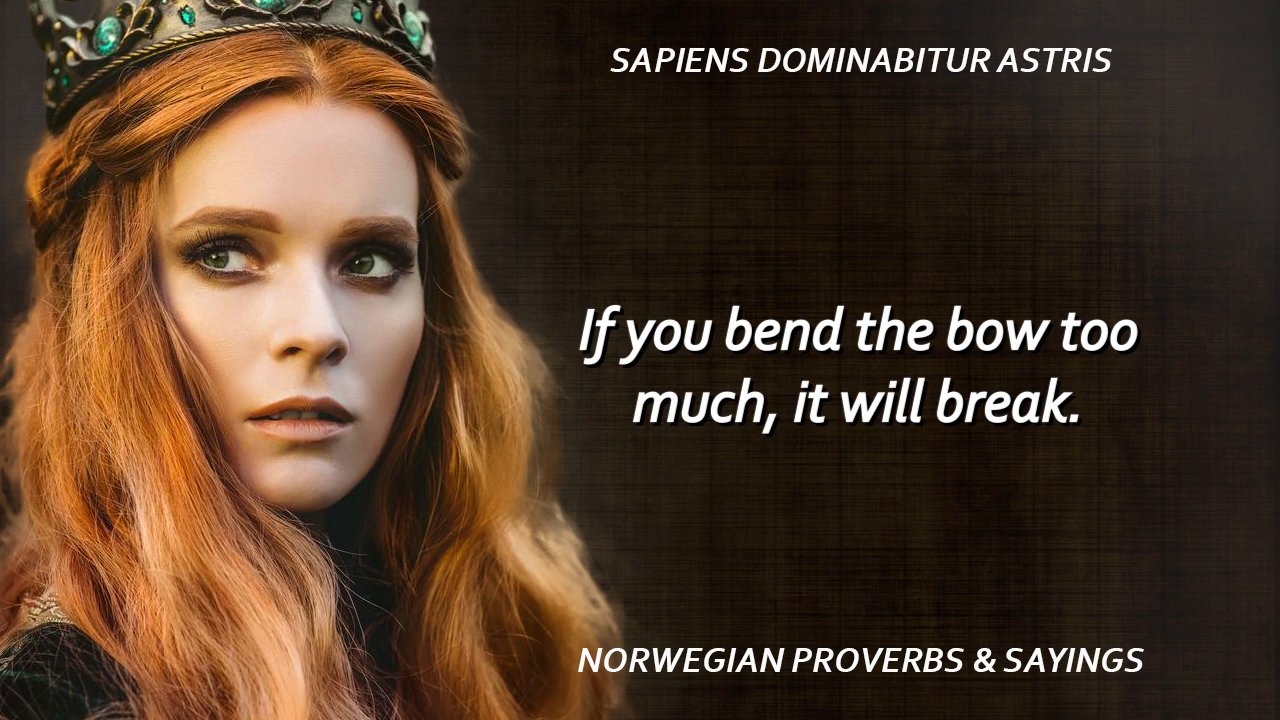 SAPIENS DOMINABITUR ASTRIS
If you bend the bow too
much, it will break.
NORWEGIAN PROVERBS & SAYINGS